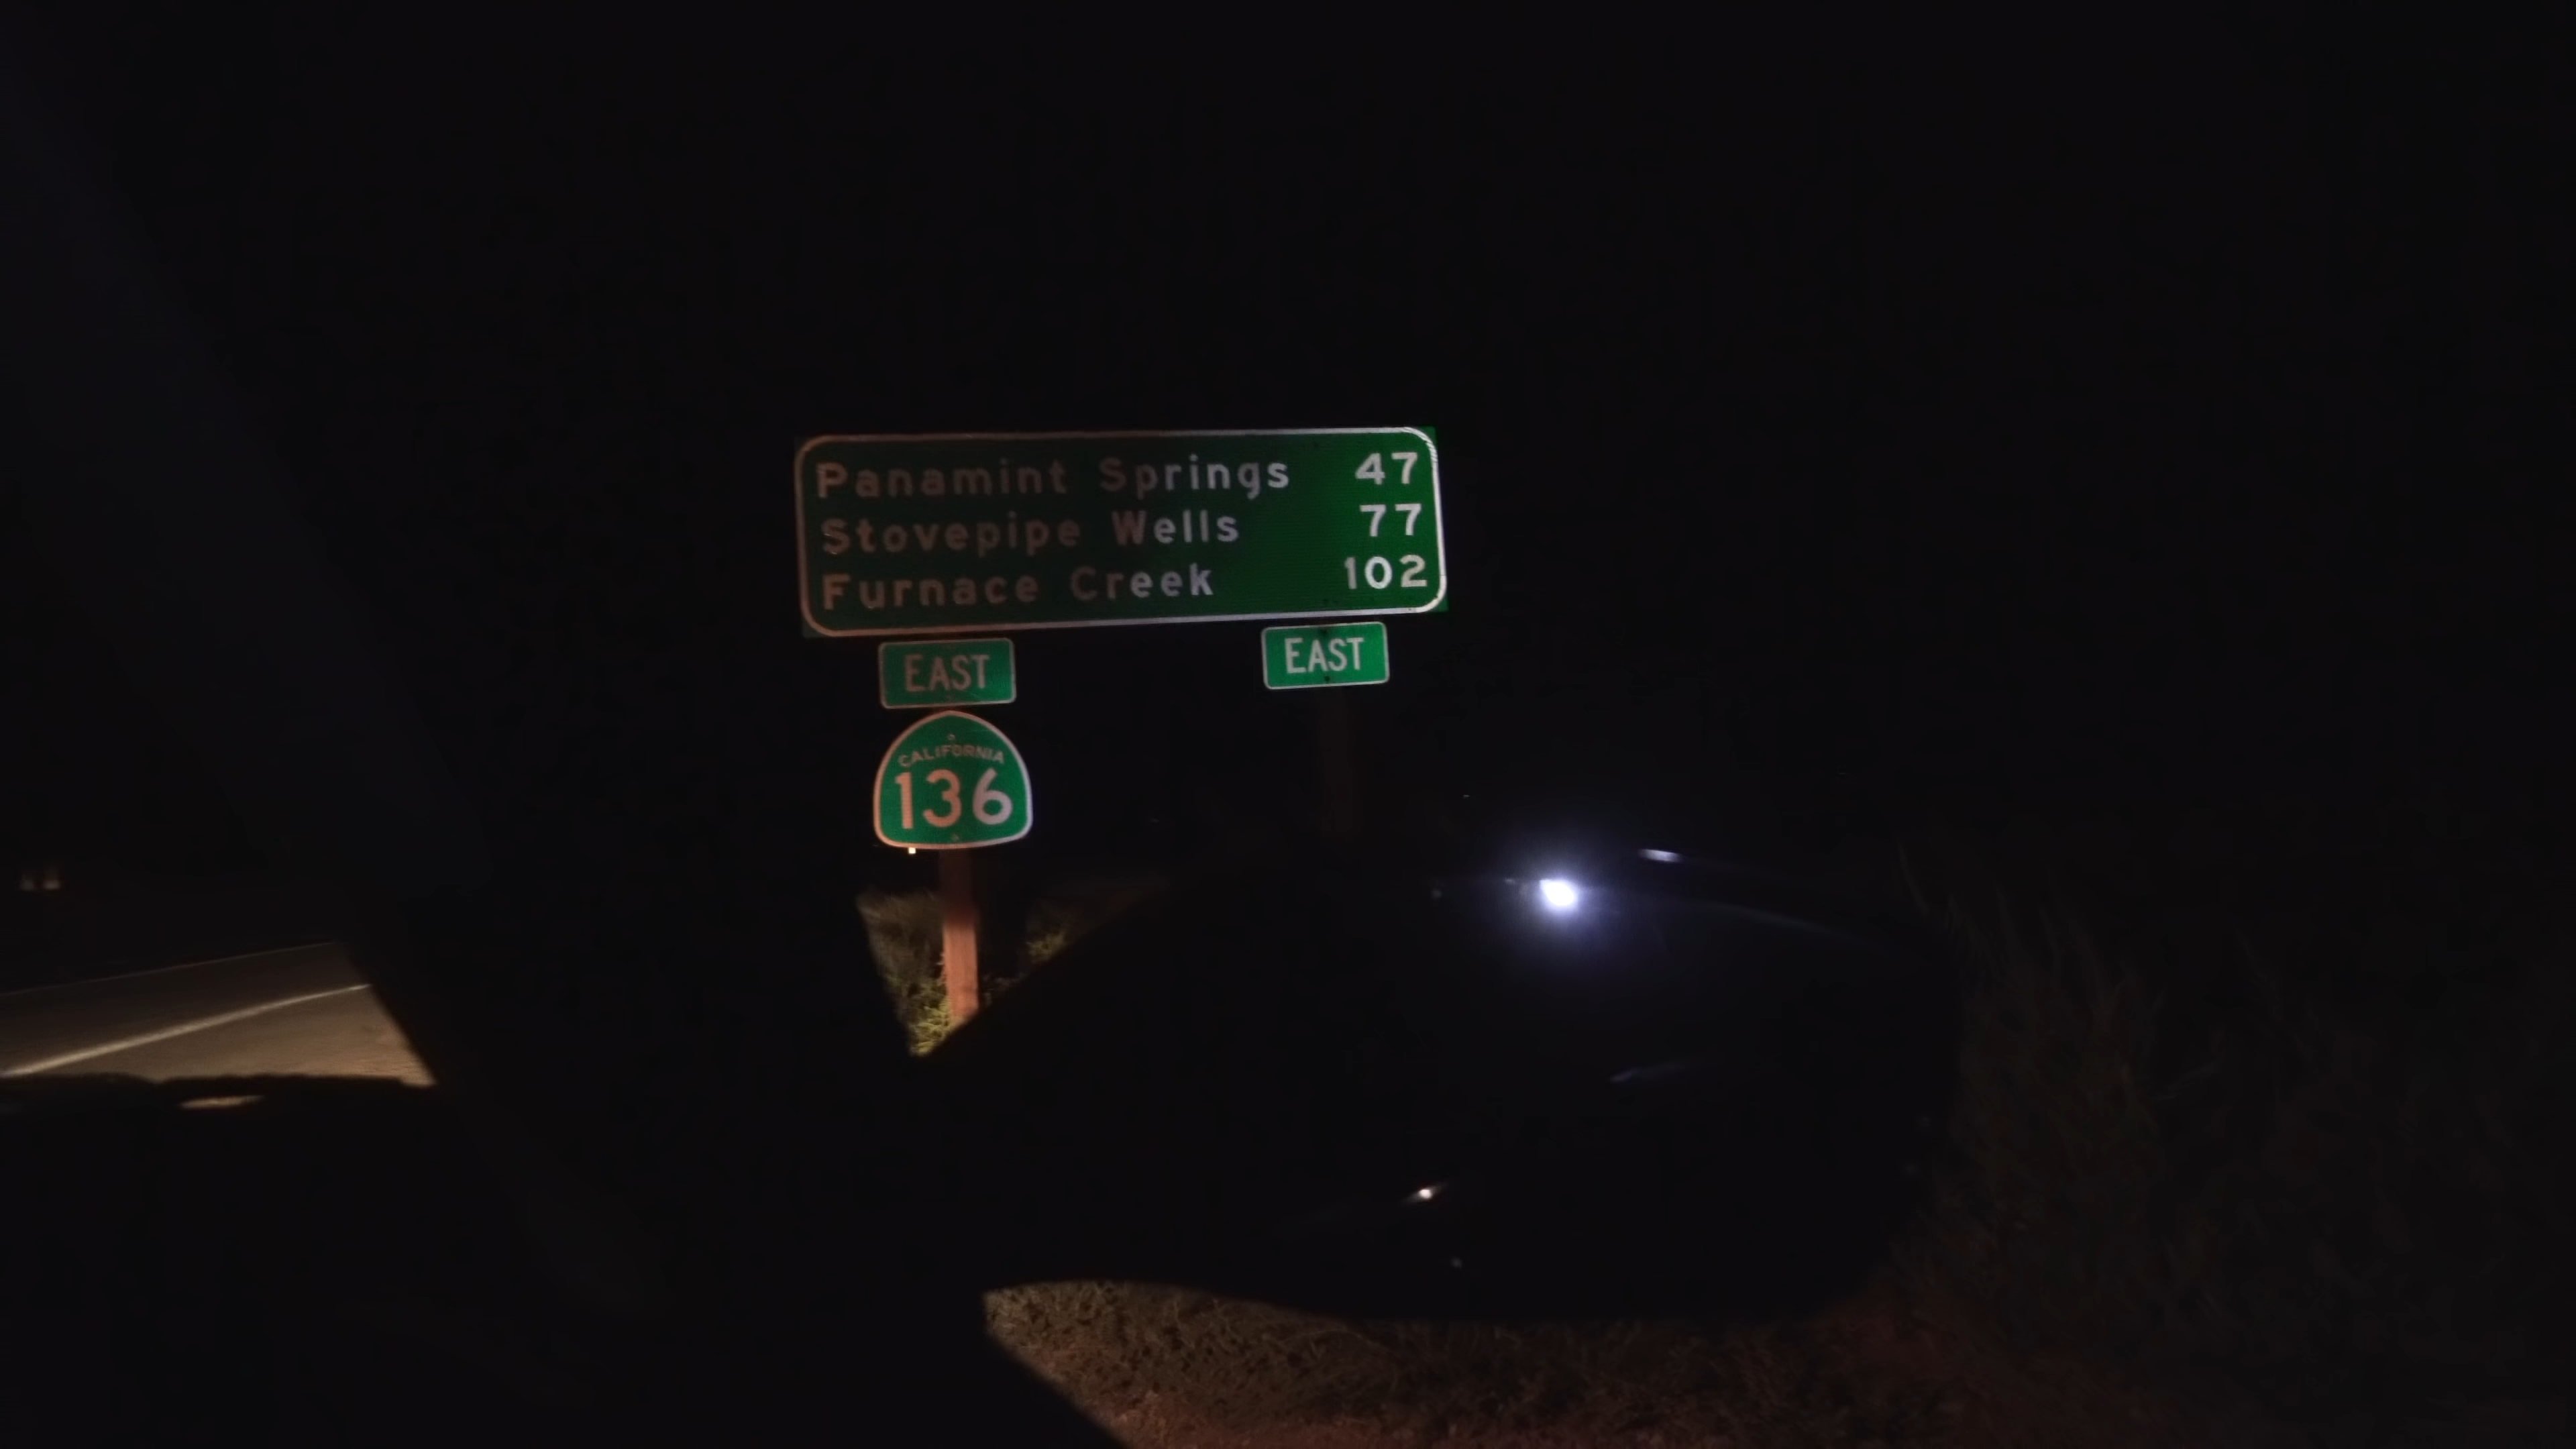 Panamint Springs 47
Stovepipe Wells 77
Furnace Creek 102
EAST EAST
CALIFORNIA
136